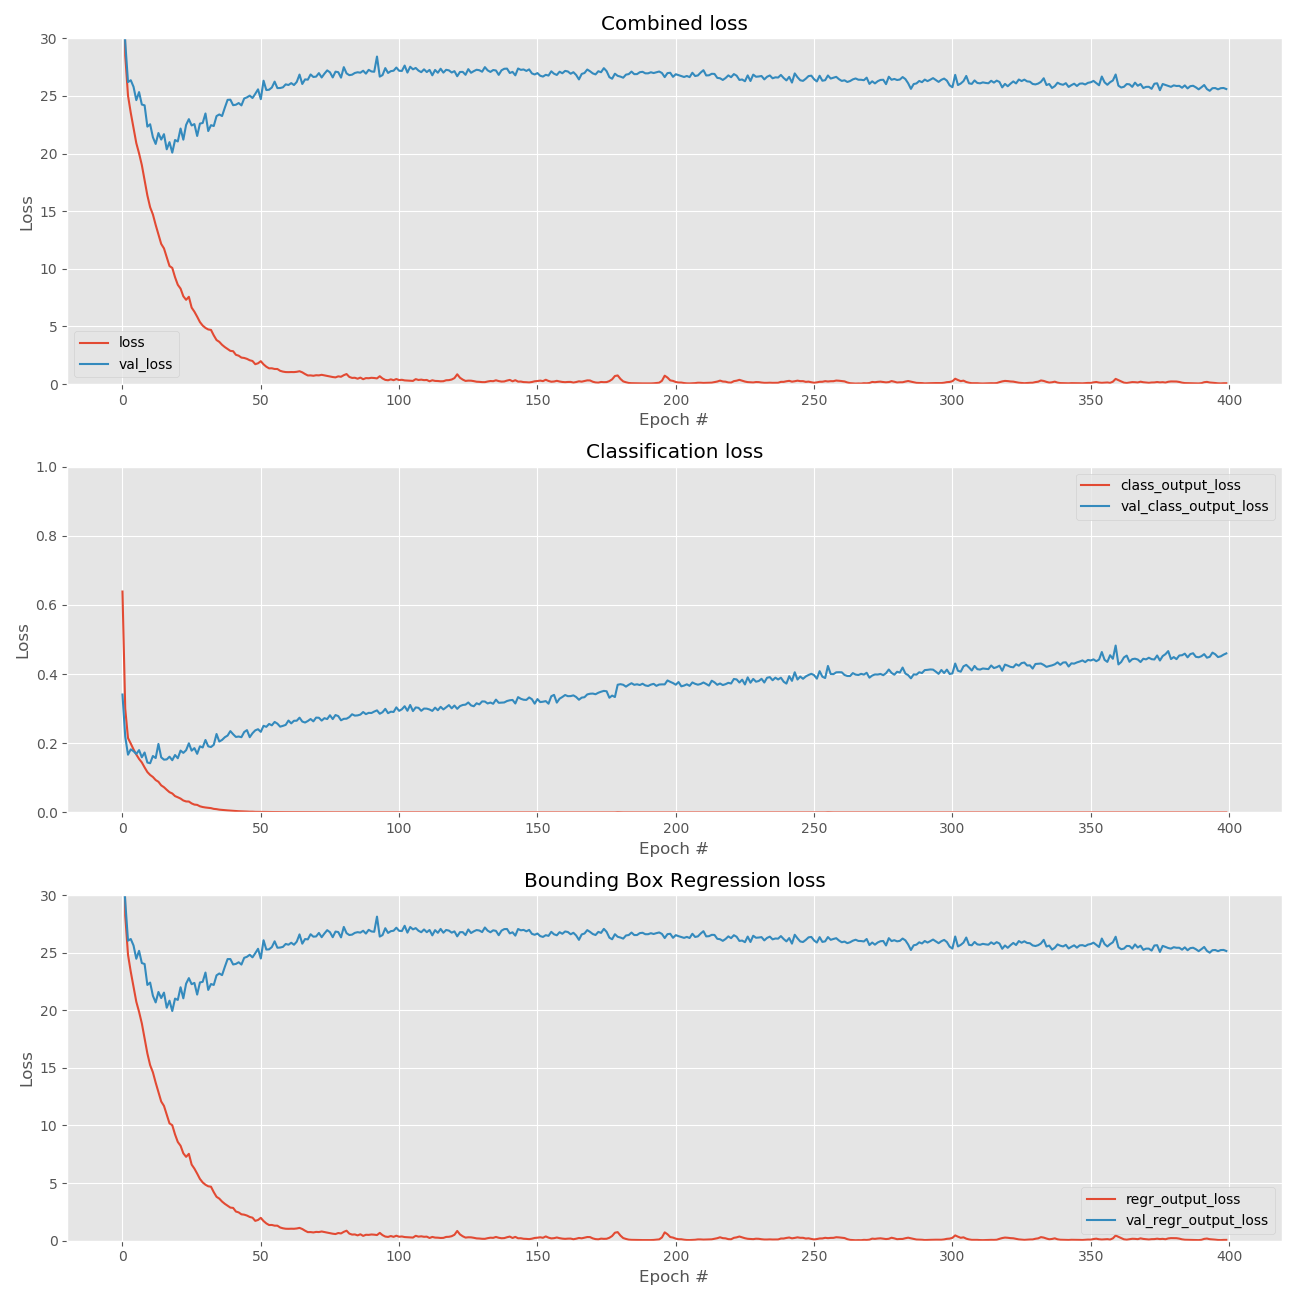 Combined loss
30
25
20
15
10
5
0
Loss
loss
val_loss
0 50 100 150 200 250 300 350 400
Epoch #
Classification loss
1.0
0.8
0.6
0.4
0.2
0.0
Loss
class_output_loss
val_class_output_loss
0 50 100 150 200 250 300 350 400
Epoch #
Bounding Box Regression loss
30
25
20
15
10
5
0
Loss
regr_output_loss
val_regr_output_loss
0 50 100 150 200 250 300 350 400
Epoch #